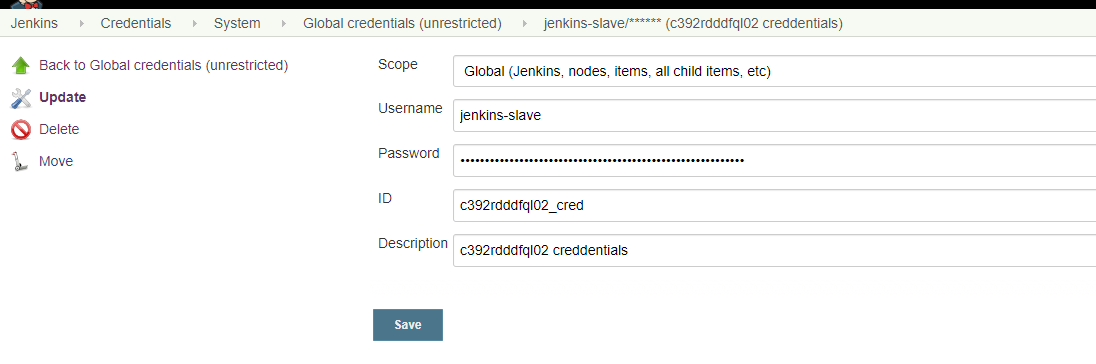 Jenkins Credentials System Global credentials (unrestricted) jenkins-slave/****** (c392rdddfql02 creddentials)
Back to Global credentials (unrestricted)
Update
Delete
Move
Scope Global (Jenkins, nodes, items, all child items, etc)
Username jenkins-slave
Password ••••••••••••••••••••••••••••••••••••••••••••••••••••••••••
ID c392rdddfql02_cred
Description c392rdddfql02 creddentials
Save